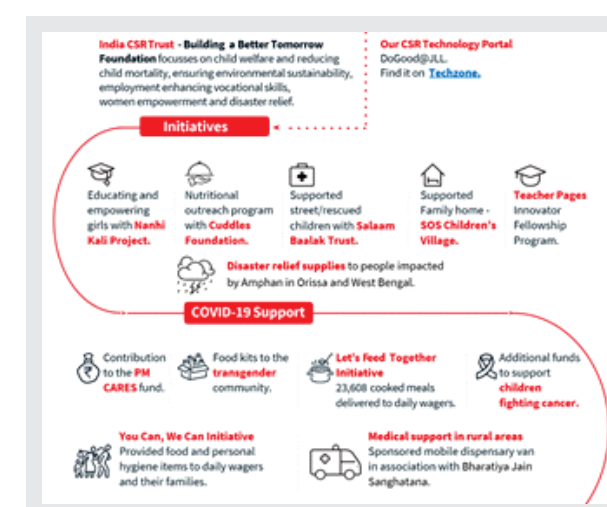 India CSR Trust - Building a Better Tomorrow
Foundation focusses on child welfare and reducing
child mortality, ensuring environmental sustainability,
employment enhancing vocational skills,
women empowerment and disaster relief.
Our CSR Technology Portal
DoGood@JLL.
Find it on Techzone.
Initiatives
Educating and
empowering
girls with Nanhi
Kali Project.
Nutritional
outreach program
with Cuddles
Foundation.
Supported
street/rescued
children with Salaam
Baalak Trust.
Supported
Family home -
SOS Children's
Village.
Teacher Pages
Innovator
Fellowship
Program.
Disaster relief supplies to people impacted
by Amphan in Orissa and West Bengal.
COVID-19 Support
Contribution
to the PM
CARES fund.
Food kits to the
transgender
community.
Let's Feed Together
Initiative
23,608 cooked meals
delivered to daily wagers.
Additional funds
to support
children
fighting cancer.
You Can, We Can Initiative
Provided food and personal
hygiene items to daily wagers
and their families.
Medical support in rural areas
Sponsored mobile dispensary van
in association with Bharatiya Jain
Sanghatana.